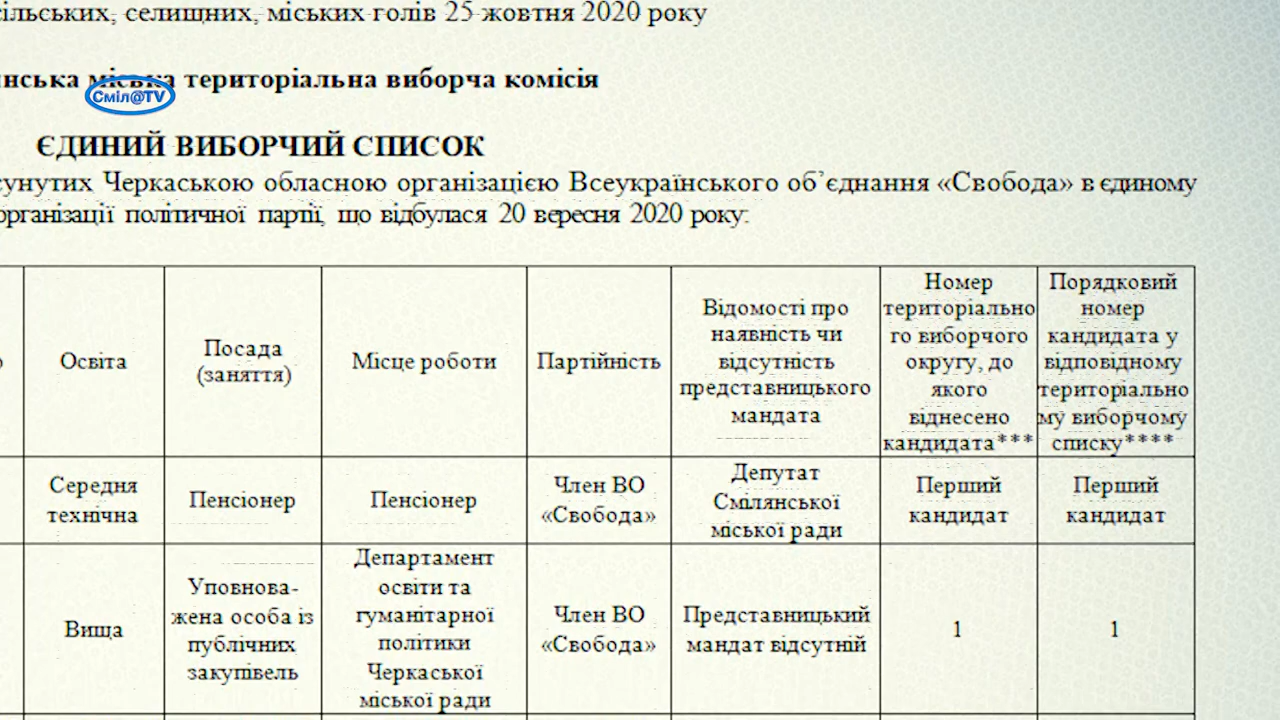 сільських, селищних, міських голів 25 жовтня 2020 року
міська територіальна виборча комісія
Сміл@TV
ЄДИНИЙ ВИБОРЧИЙ СПИСОК
Черкаською обласною організацією Всеукраїнського об’єднання «Свобода» в єдиному
організації політичної партії, що відбулася 20 вересня 2020 року:
Освіта
Посада
(заняття)
Місце роботи
Партійність
Відомості про
наявність чи
відсутність
представницького
мандата
Номер
територіально
го виборчого
округу, до
якого
віднесено
кандидата***
Порядковий
номер
кандидата у
відповідному
територіально
му виборчому
списку****
Середня
технічна
Пенсіонер
Пенсіонер
Член ВО
«Свобода»
Депутат
Смілянської
міської ради
Перший
кандидат
Перший
кандидат
Вища
Уповнова-
жена особа із
публічних
закупівель
Департамент
освіти та
гуманітарної
політики
Черкаської
міської ради
Член ВО
«Свобода»
Представницький
мандат відсутній
1
1